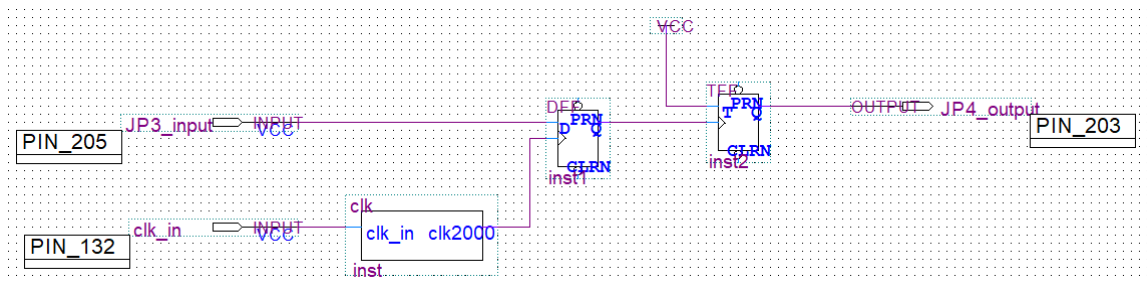 VCC
DFF
TFF
PRN
T Q
OUTPUT
JP4_output
PIN_203
JP3_input
INPUT
VCC
PIN_205
PRN
D Q
CLRN
inst1
CLRN
inst2
clk
clk_in
INPUT
VCC
PIN_132
clk_in clk2000
inst